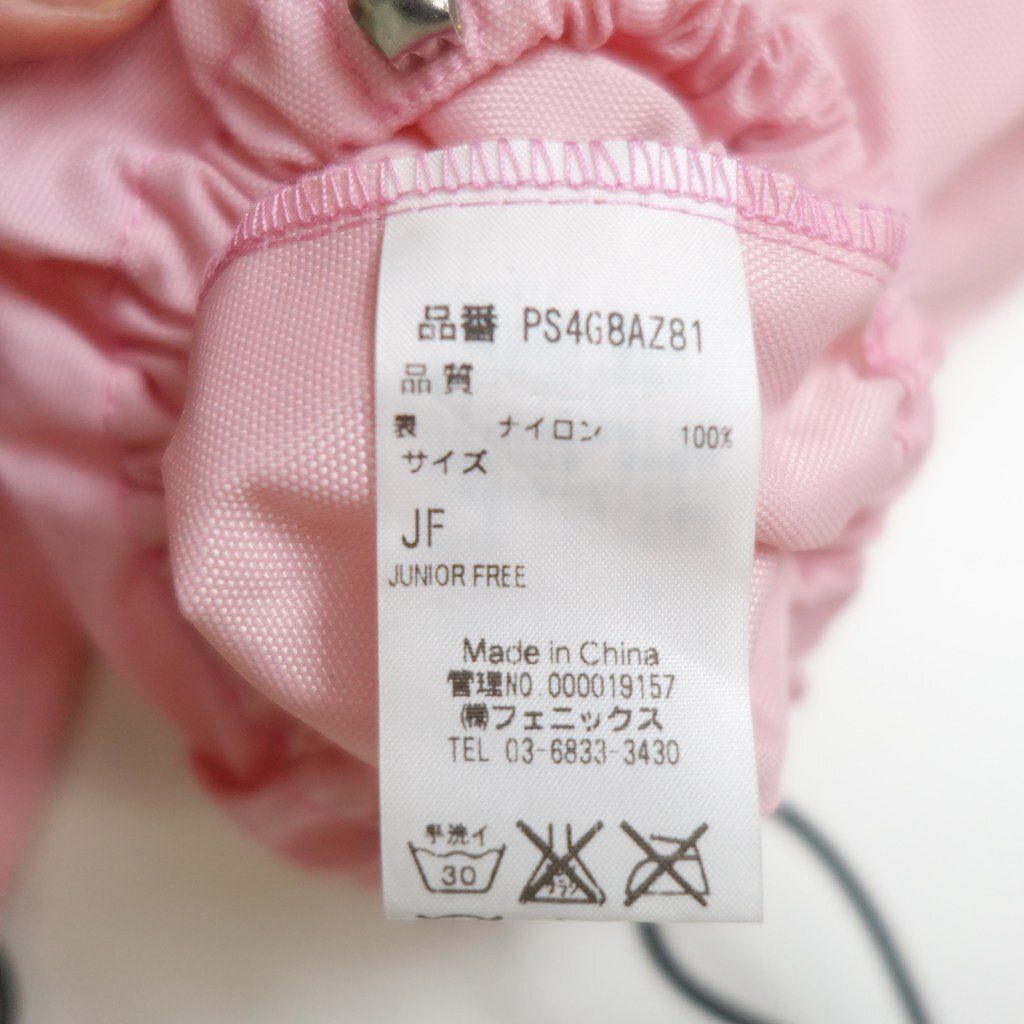 品番 PS4G8AZ81
品質
表 ナイロン 100%
サイズ
JF
JUNIOR FREE
Made in China
管理NO.000019157
㈱フェニックス
TEL 03-6833-3430
手洗イ
30